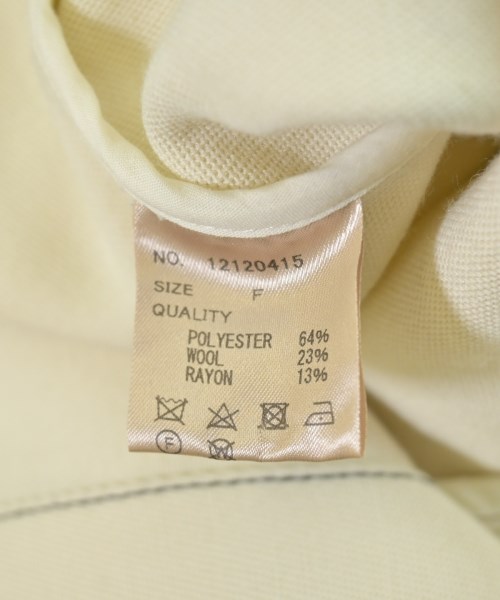 NO. 12120415
SIZE F
QUALITY
POLYESTER 64%
WOOL 23%
RAYON 13%
F
W